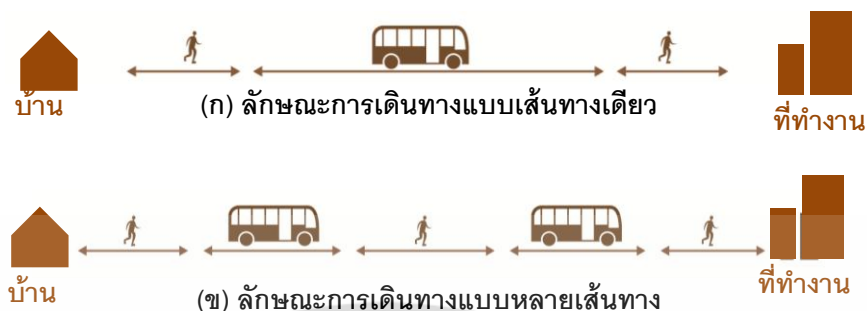 บ้าน
(ก) ลักษณะการเดินทางแบบเส้นทางเดียว
ที่ทำงาน
บ้าน
(ข) ลักษณะการเดินทางแบบหลายเส้นทาง
ที่ทำงาน